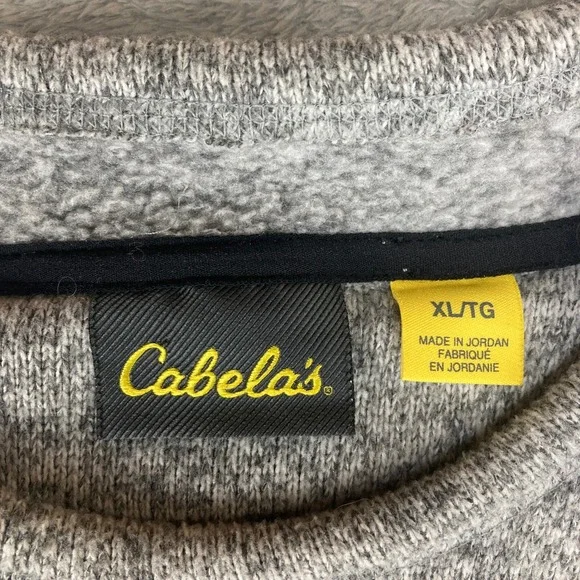 Cabela's®
XL/TG
MADE IN JORDAN
FABRIQUÉ
EN JORDANIE